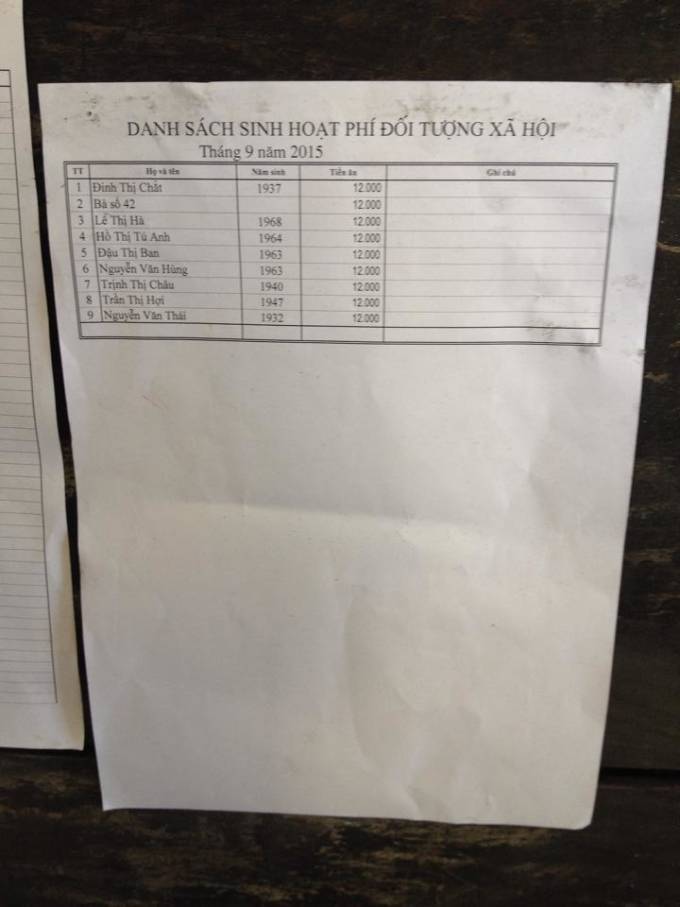 DANH SÁCH SINH HOẠT PHÍ ĐỐI TƯỢNG XÃ HỘI
Tháng 9 năm 2015
TT Họ và tên Năm sinh Tiền ăn Ghi chú
1 Đinh Thị Chắt 1937 12.000
2 Bà số 42 12.000
3 Lê Thị Hà 1968 12.000
4 Hồ Thị Tú Anh 1964 12.000
5 Đậu Thị Ban 1963 12.000
6 Nguyễn Văn Hùng 1963 12.000
7 Trịnh Thị Châu 1940 12.000
8 Trần Thị Hợi 1947 12.000
9 Nguyễn Văn Thái 1932 12.000